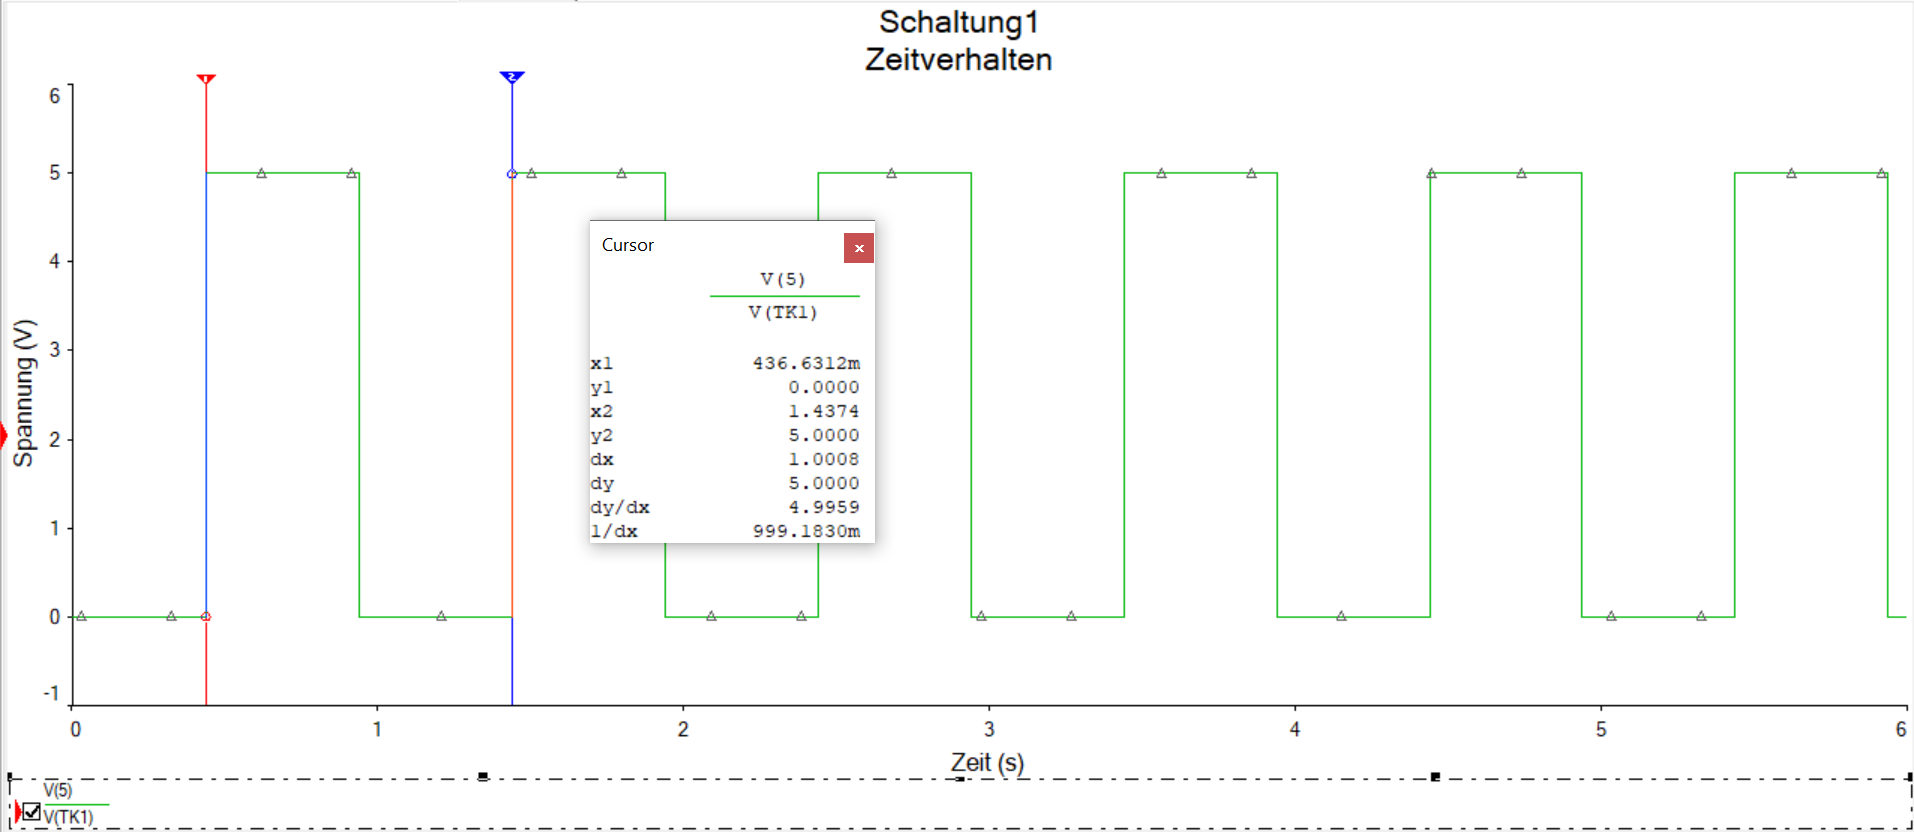 Schaltung1
Zeitverhalten
1
2
6
5
4
3
2
1
0
-1
Spannung (V)
Cursor
x
V(5)
V(TK1)
x1 436.6312m
y1 0.0000
x2 1.4374
y2 5.0000
dx 1.0008
dy 5.0000
dy/dx 4.9959
1/dx 999.1830m
0 1 2 3 4 5 6
Zeit (s)
V(5)
V(TK1)